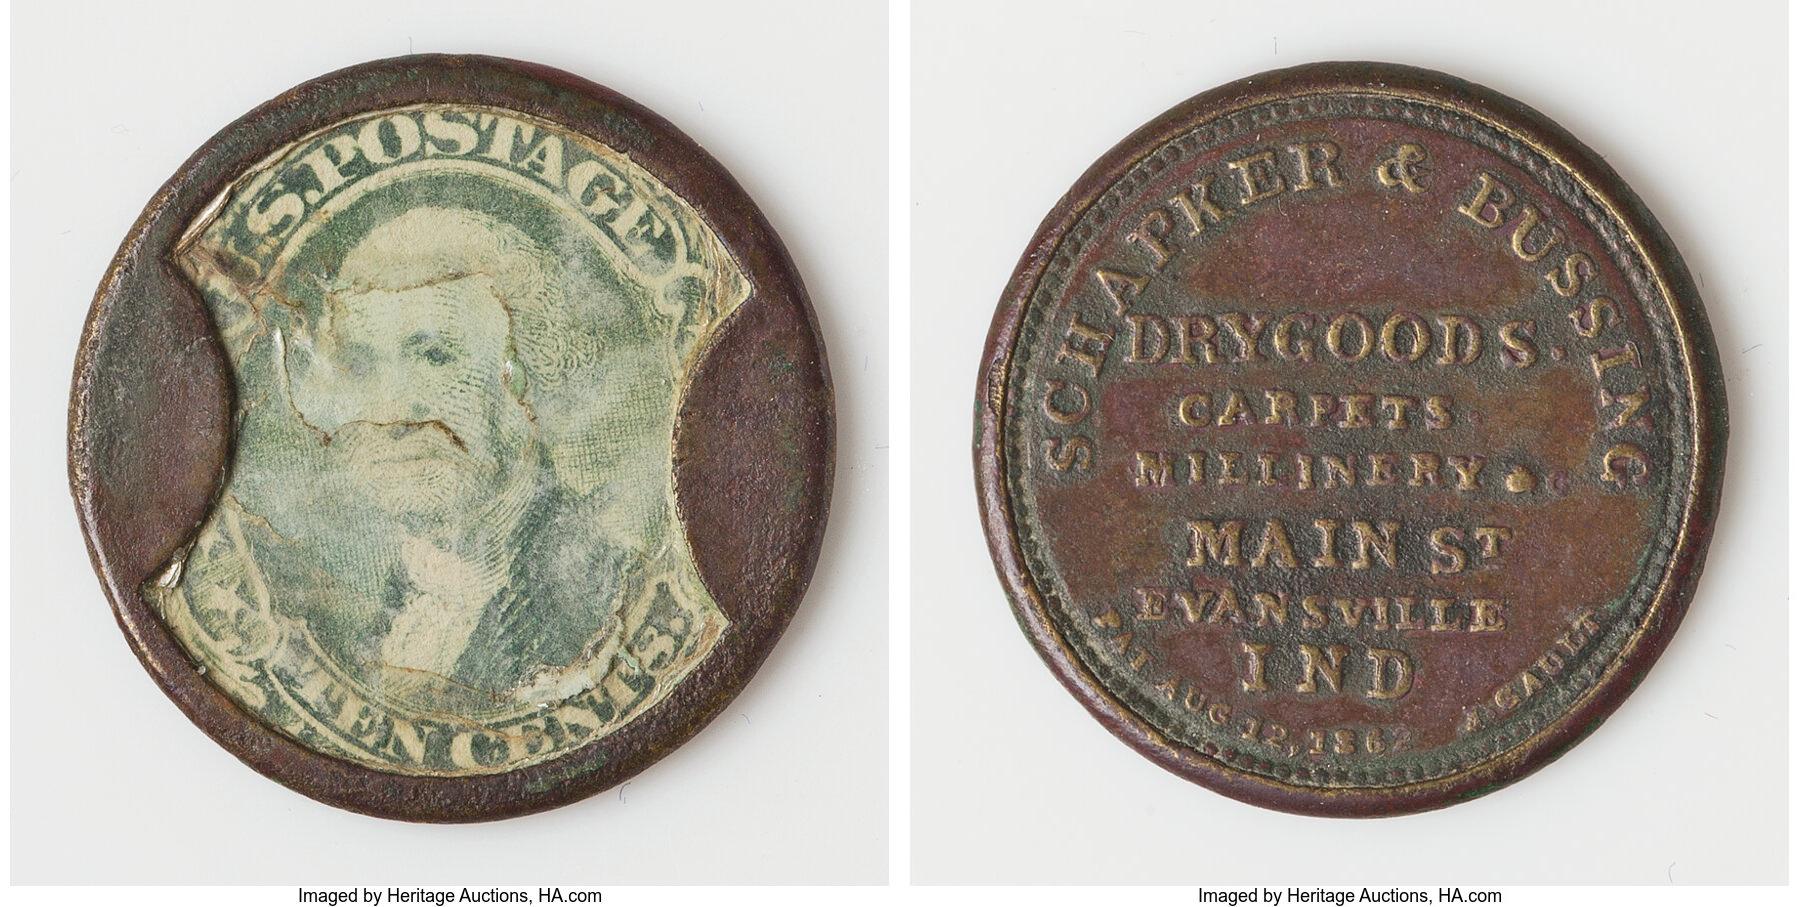 U.S. POSTAGE
X
TEN CENTS.
SCHAPKER & BUSSING
DRYGOODS.
CARPETS
MILLINERY &C
MAIN ST
EVANSVILLE
IND
PAT AUG 12, 1862 J. GAULT
Imaged by Heritage Auctions, HA.com
Imaged by Heritage Auctions, HA.com